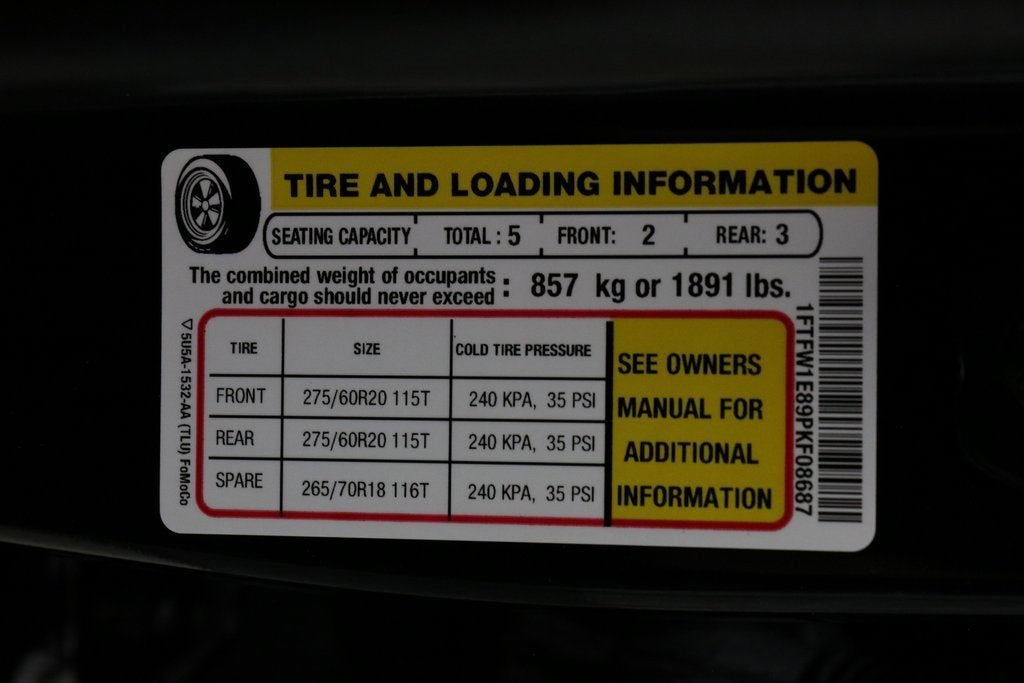 TIRE AND LOADING INFORMATION
SEATING CAPACITY TOTAL : 5 FRONT: 2 REAR: 3
The combined weight of occupants
and cargo should never exceed : 857 kg or 1891 lbs.
TIRE SIZE COLD TIRE PRESSURE
FRONT 275/60R20 115T 240 KPA, 35 PSI
REAR 275/60R20 115T 240 KPA, 35 PSI
SPARE 265/70R18 116T 240 KPA, 35 PSI
SEE OWNERS
MANUAL FOR
ADDITIONAL
INFORMATION
1FTFW1E89PKF08687
5U5A-1532-AA (TLU) FoMoCo